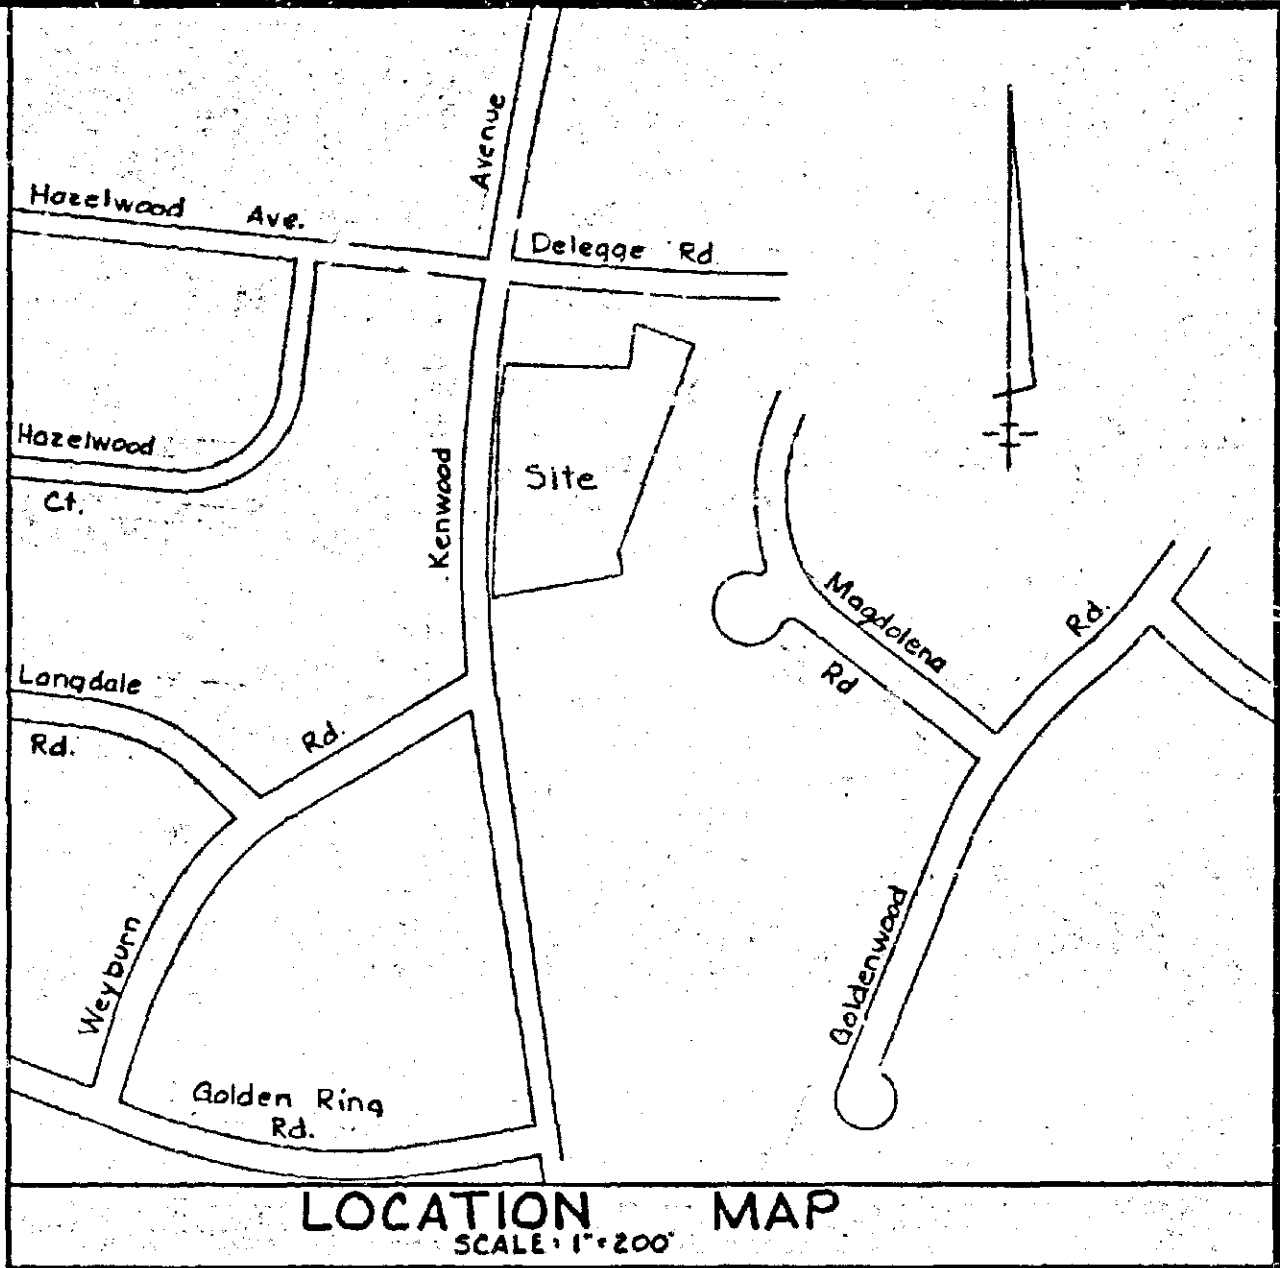 Avenue
Hazelwood Ave.
Delegge Rd
Hazelwood
Ct.
Kenwood
Site
Magdolena
Rd
Rd.
Langdale
Rd.
Rd.
Weyburn
Goldenwood
Golden Ring
Rd.
LOCATION MAP
SCALE: 1"=200'